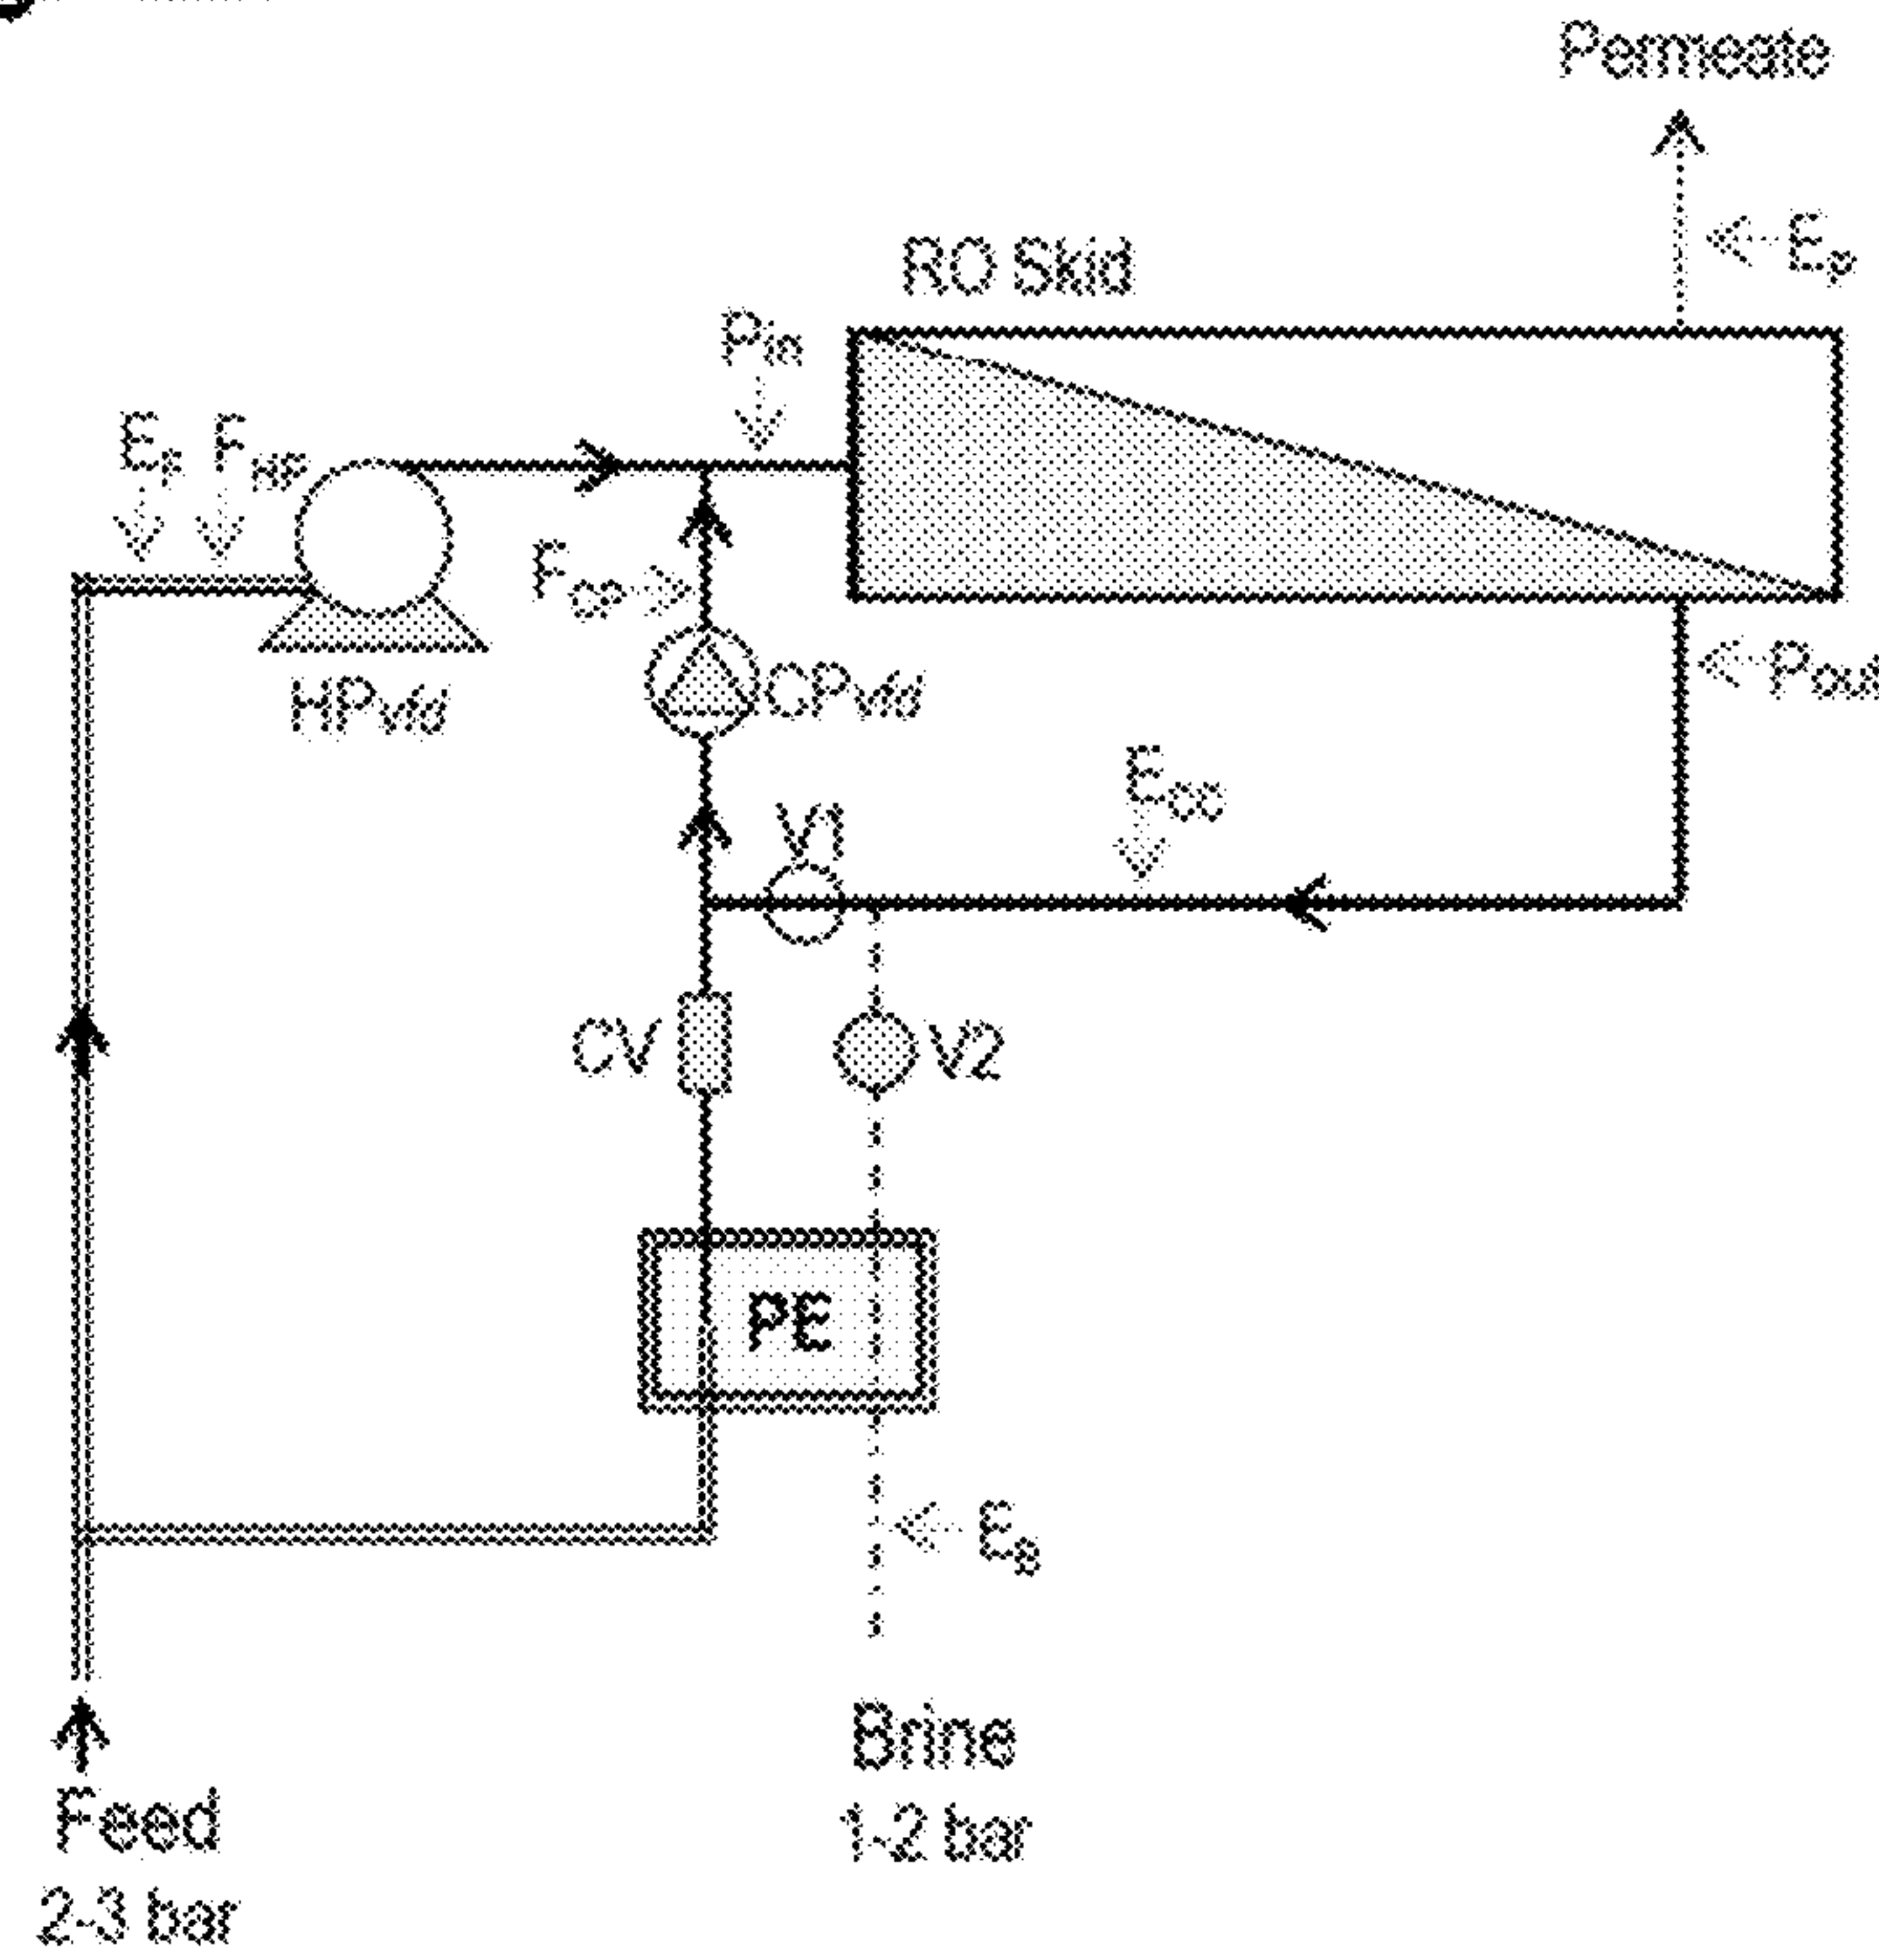 Permeate
E_P
RO Skid
P_in
E_F F_HP
F_CP
HPvfd
CPvfd
P_out
E_CC
V1
CV
V2
PE
E_B
Brine
1-2 bar
Feed
2-3 bar